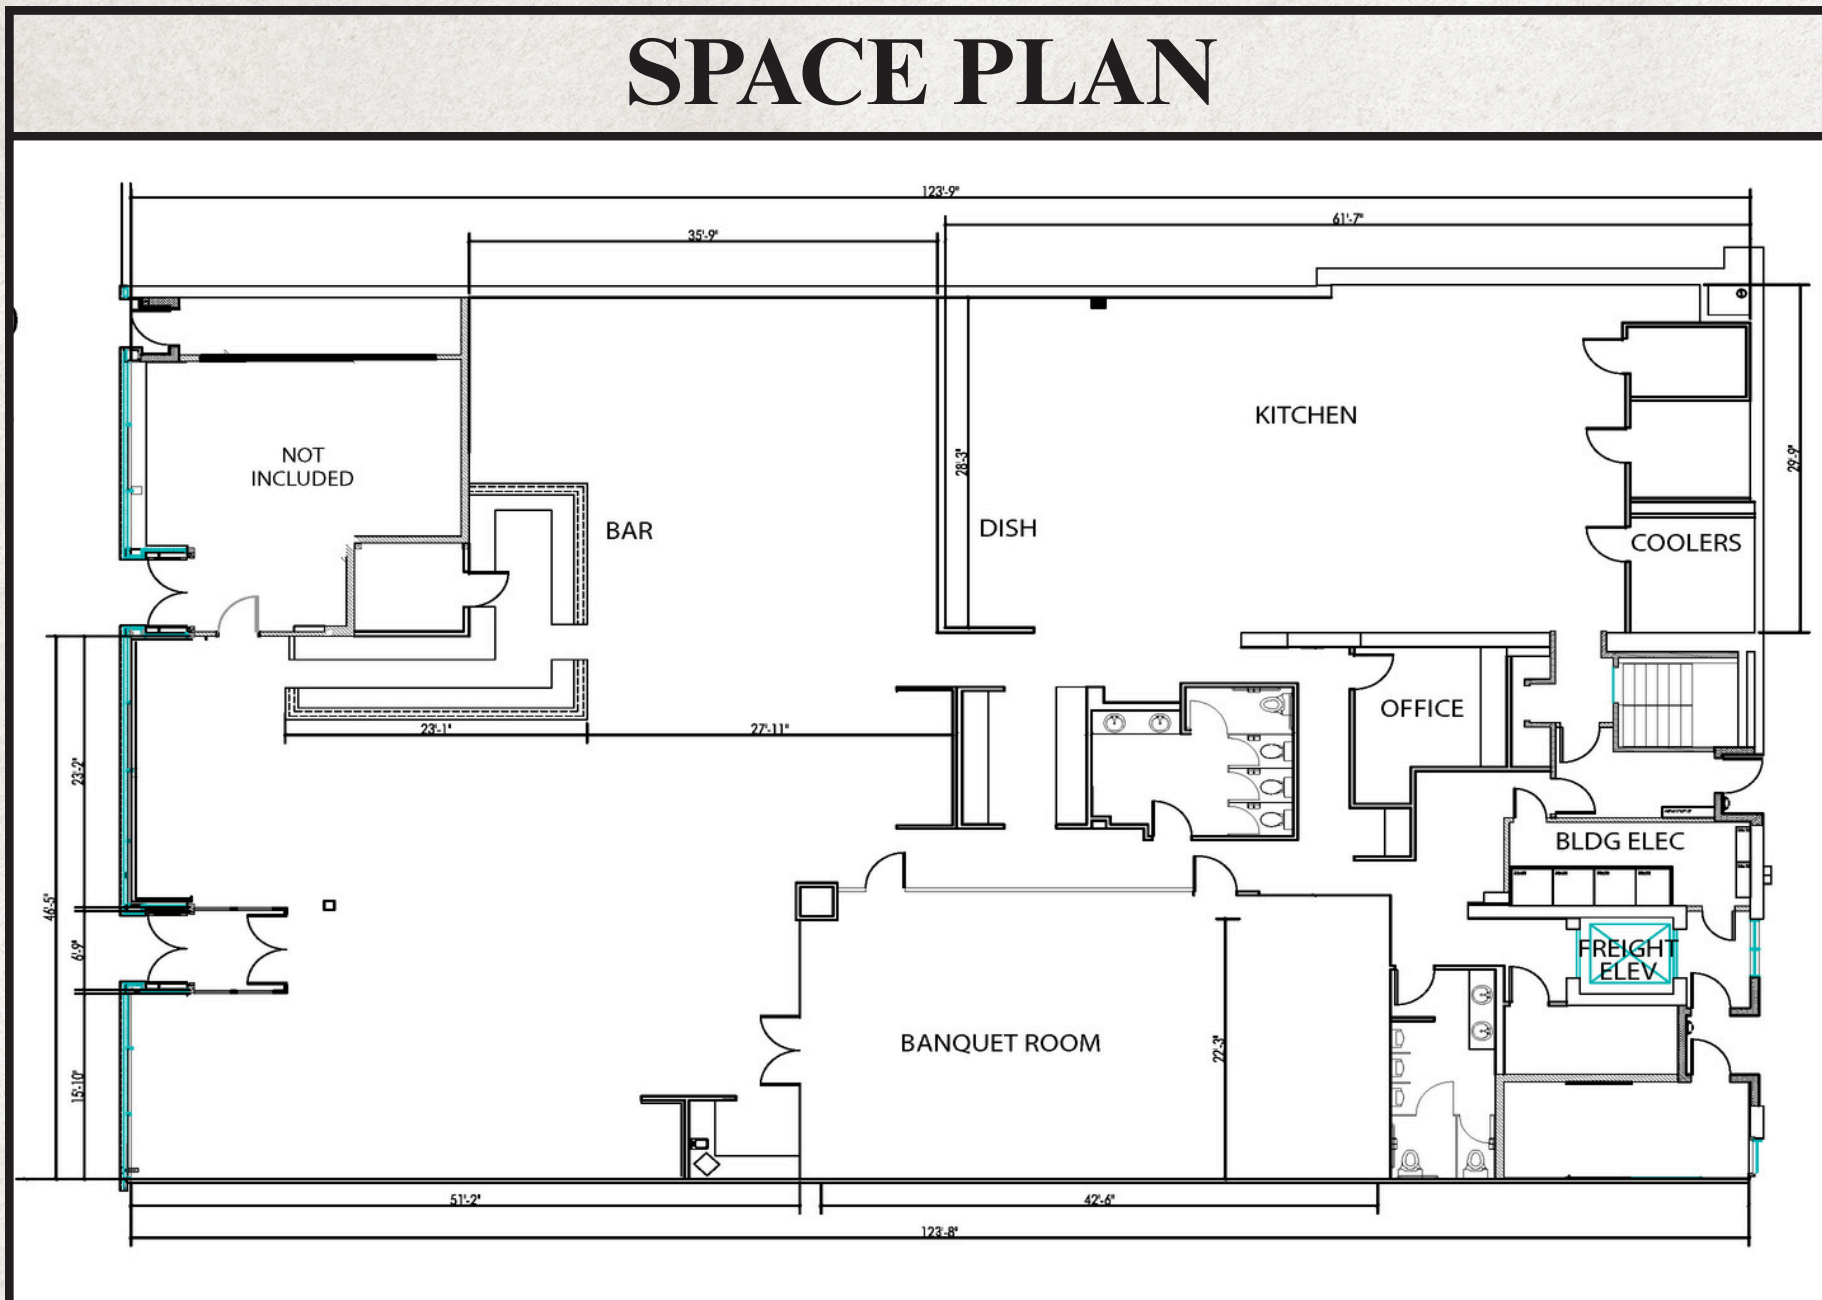 SPACE PLAN
123'-9"
61'-7"
35'-9"
KITCHEN
NOT
INCLUDED
28'-3"
29'-9"
BAR
DISH
COOLERS
OFFICE
23'-1"
27'-11"
23'-2"
BLDG ELEC
46'-5"
6'-9"
FREIGHT
ELEV
BANQUET ROOM
22'-3"
15'-10"
51'-2"
42'-6"
123'-8"